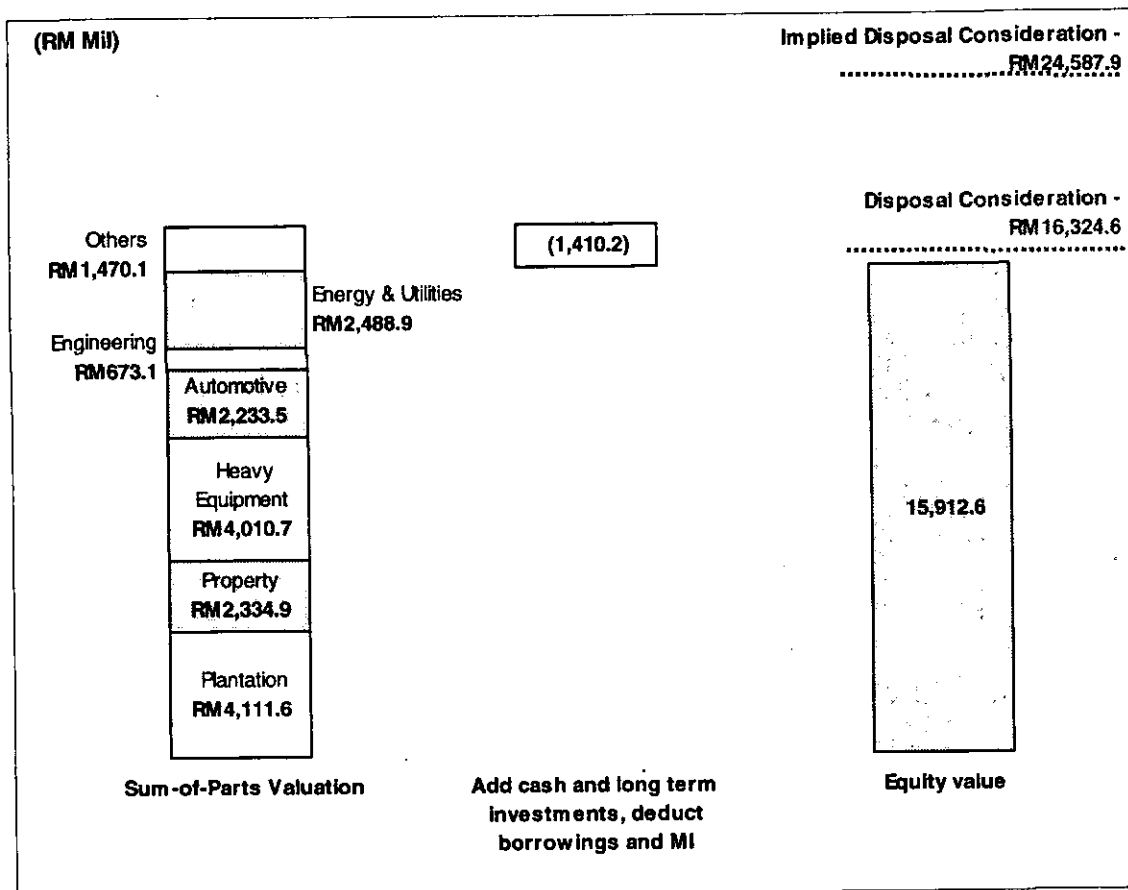 (RM Mil)
Implied Disposal Consideration -
RM24,587.9
Disposal Consideration -
RM16,324.6
Others
RM1,470.1
(1,410.2)
Energy & Utilities
RM2,488.9
Engineering
RM673.1
Automotive
RM2,233.5
Heavy
Equipment
RM4,010.7
15,912.6
Property
RM2,334.9
Plantation
RM4,111.6
Sum-of-Parts Valuation
Add cash and long term
investments, deduct
borrowings and MI
Equity value